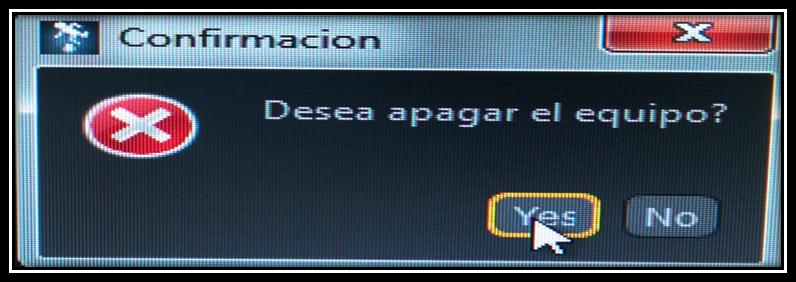 Confirmacion
Desea apagar el equipo?
Yes
No